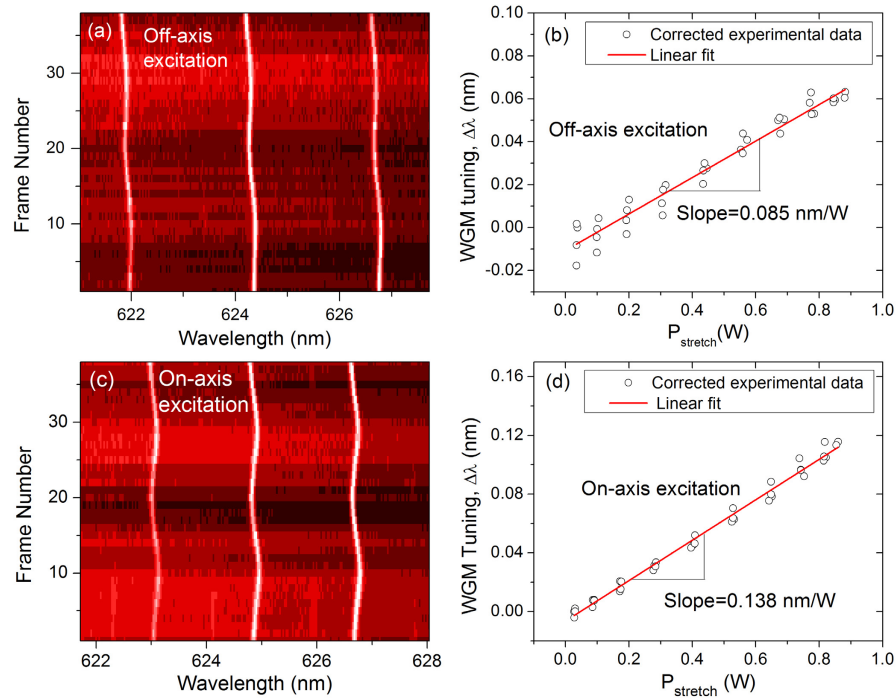 (a)
Off-axis
excitation
30
20
10
Frame Number
622
624
626
Wavelength (nm)
(b)
Corrected experimental data
Linear fit
0.10
0.08
0.06
0.04
0.02
0.00
-0.02
WGM tuning, Δλ (nm)
Off-axis excitation
Slope=0.085 nm/W
0.0
0.2
0.4
0.6
0.8
1.0
P_stretch(W)
(c)
On-axis
excitation
30
20
10
Frame Number
622
624
626
628
Wavelength (nm)
(d)
Corrected experimental data
Linear fit
0.16
0.12
0.08
0.04
0.00
WGM Tuning, Δλ (nm)
On-axis excitation
Slope=0.138 nm/W
0.0
0.2
0.4
0.6
0.8
1.0
P_stretch(W)